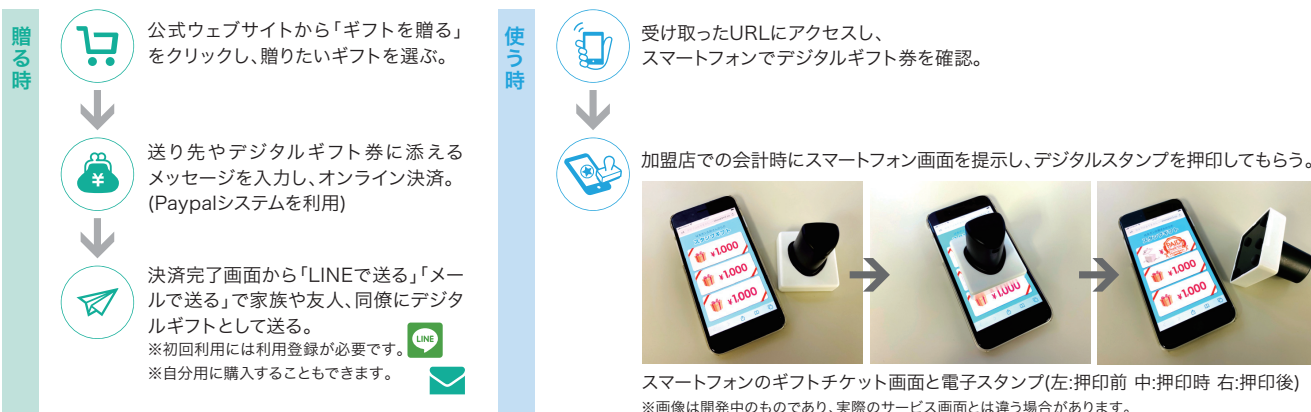 贈る時
公式ウェブサイトから「ギフトを贈る」
をクリックし、贈りたいギフトを選ぶ。
¥
送り先やデジタルギフト券に添える
メッセージを入力し、オンライン決済。
(Paypalシステムを利用)
決済完了画面から「LINEで送る」「メー
ルで送る」で家族や友人、同僚にデジタ
ルギフトとして送る。
※初回利用には利用登録が必要です。
LINE
※自分用に購入することもできます。
使う時
受け取ったURLにアクセスし、
スマートフォンでデジタルギフト券を確認。
加盟店での会計時にスマートフォン画面を提示し、デジタルスタンプを押印してもらう。
スタンプギフト
¥1,000
¥1,000
¥1,000
¥1,000
スタンプギフト
¥1,000
¥1,000
¥1,000
スマートフォンのギフトチケット画面と電子スタンプ(左:押印前 中:押印時 右:押印後)
※画像は開発中のものであり、実際のサービス画面とは違う場合があります。